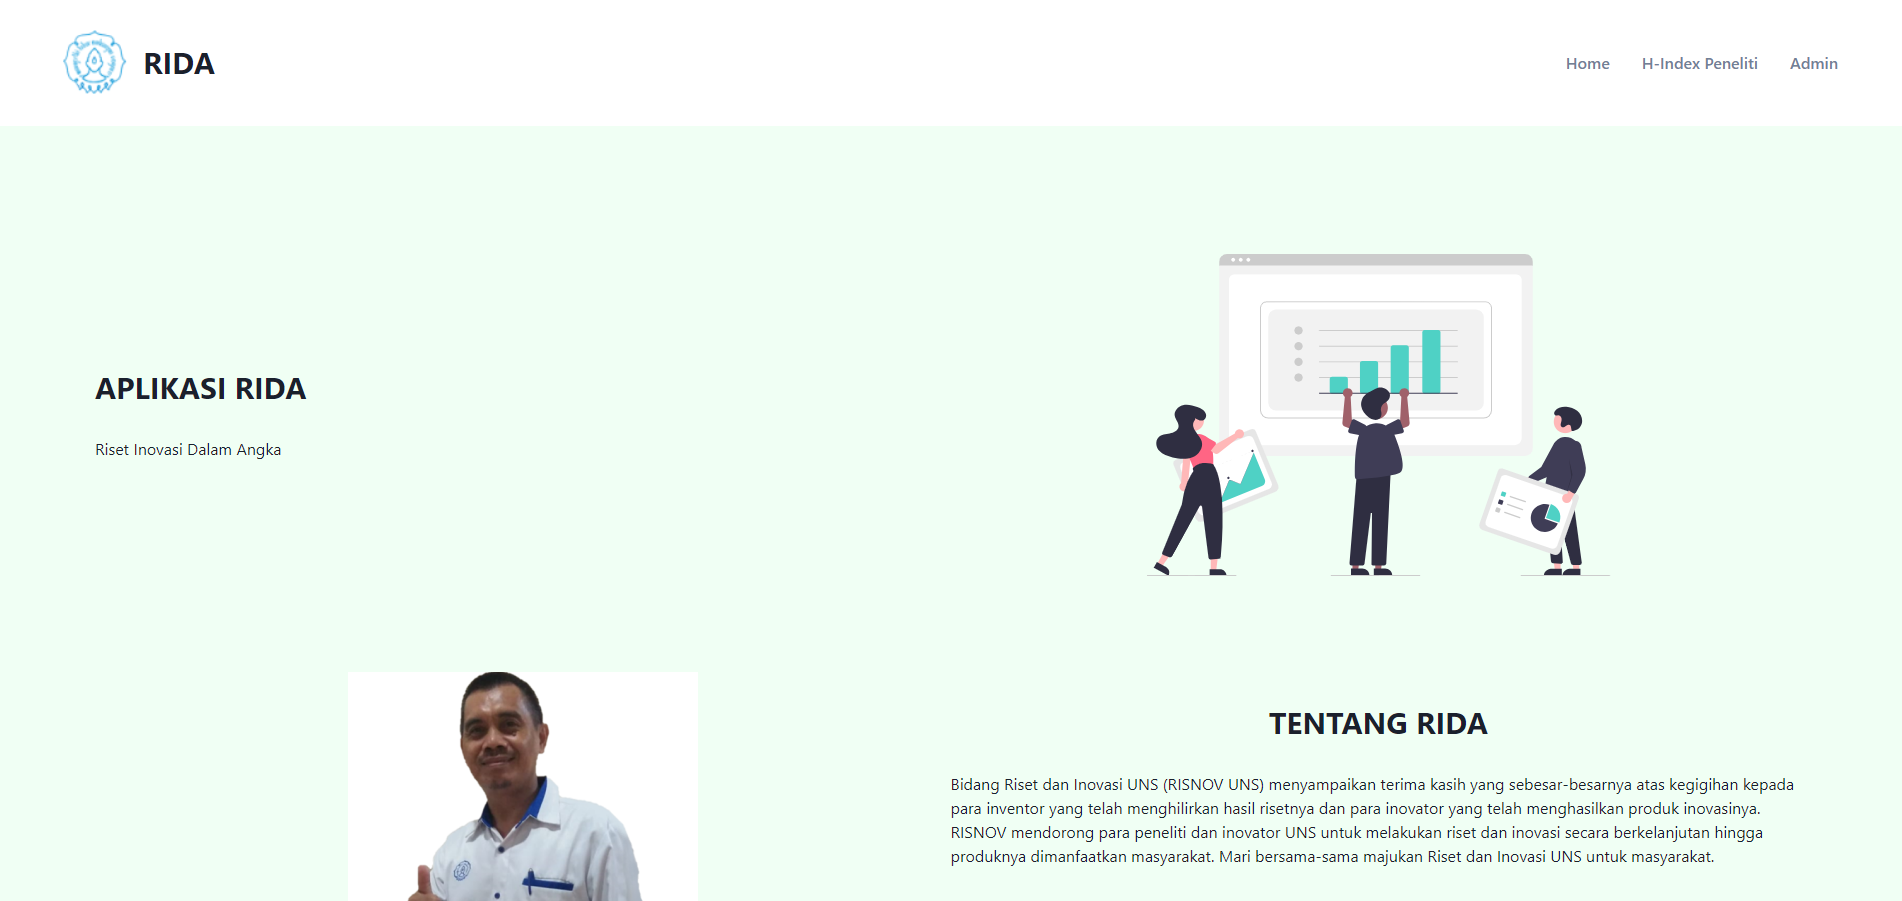 RIDA
Home
H-Index Peneliti
Admin
APLIKASI RIDA
Riset Inovasi Dalam Angka
TENTANG RIDA
Bidang Riset dan Inovasi UNS (RISNOV UNS) menyampaikan terima kasih yang sebesar-besarnya atas kegigihan kepada
para inventor yang telah menghilirkan hasil risetnya dan para inovator yang telah menghasilkan produk inovasinya.
RISNOV mendorong para peneliti dan inovator UNS untuk melakukan riset dan inovasi secara berkelanjutan hingga
produknya dimanfaatkan masyarakat. Mari bersama-sama majukan Riset dan Inovasi UNS untuk masyarakat.